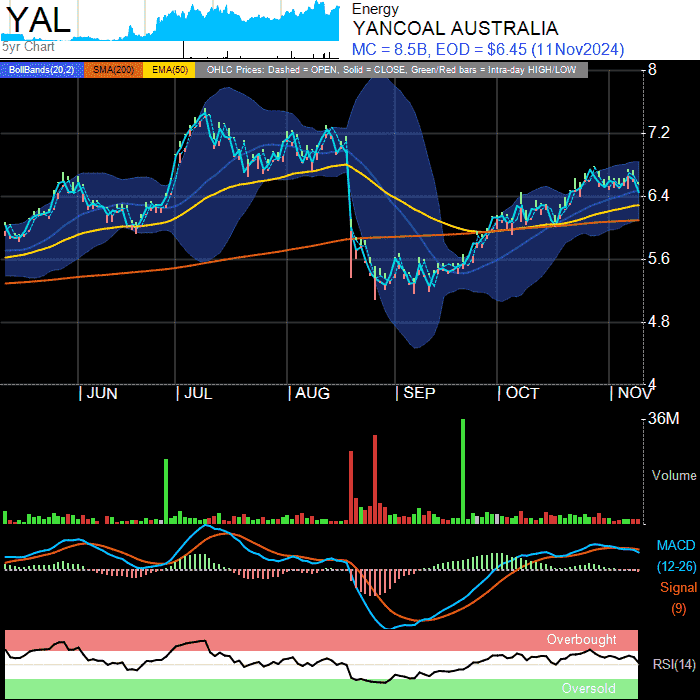 YAL
5yr Chart
Energy
YANCOAL AUSTRALIA
MC = 8.5B, EOD = $6.45 (11Nov2024)
BollBands(20,2) SMA(200) EMA(50) OHLC Prices: Dashed = OPEN, Solid = CLOSE, Green/Red bars = Intra-day HIGH/LOW
8
7.2
6.4
5.6
4.8
4
JUN JUL AUG SEP OCT NOV
36M
Volume
MACD
(12-26)
Signal
(9)
Overbought
RSI(14)
Oversold